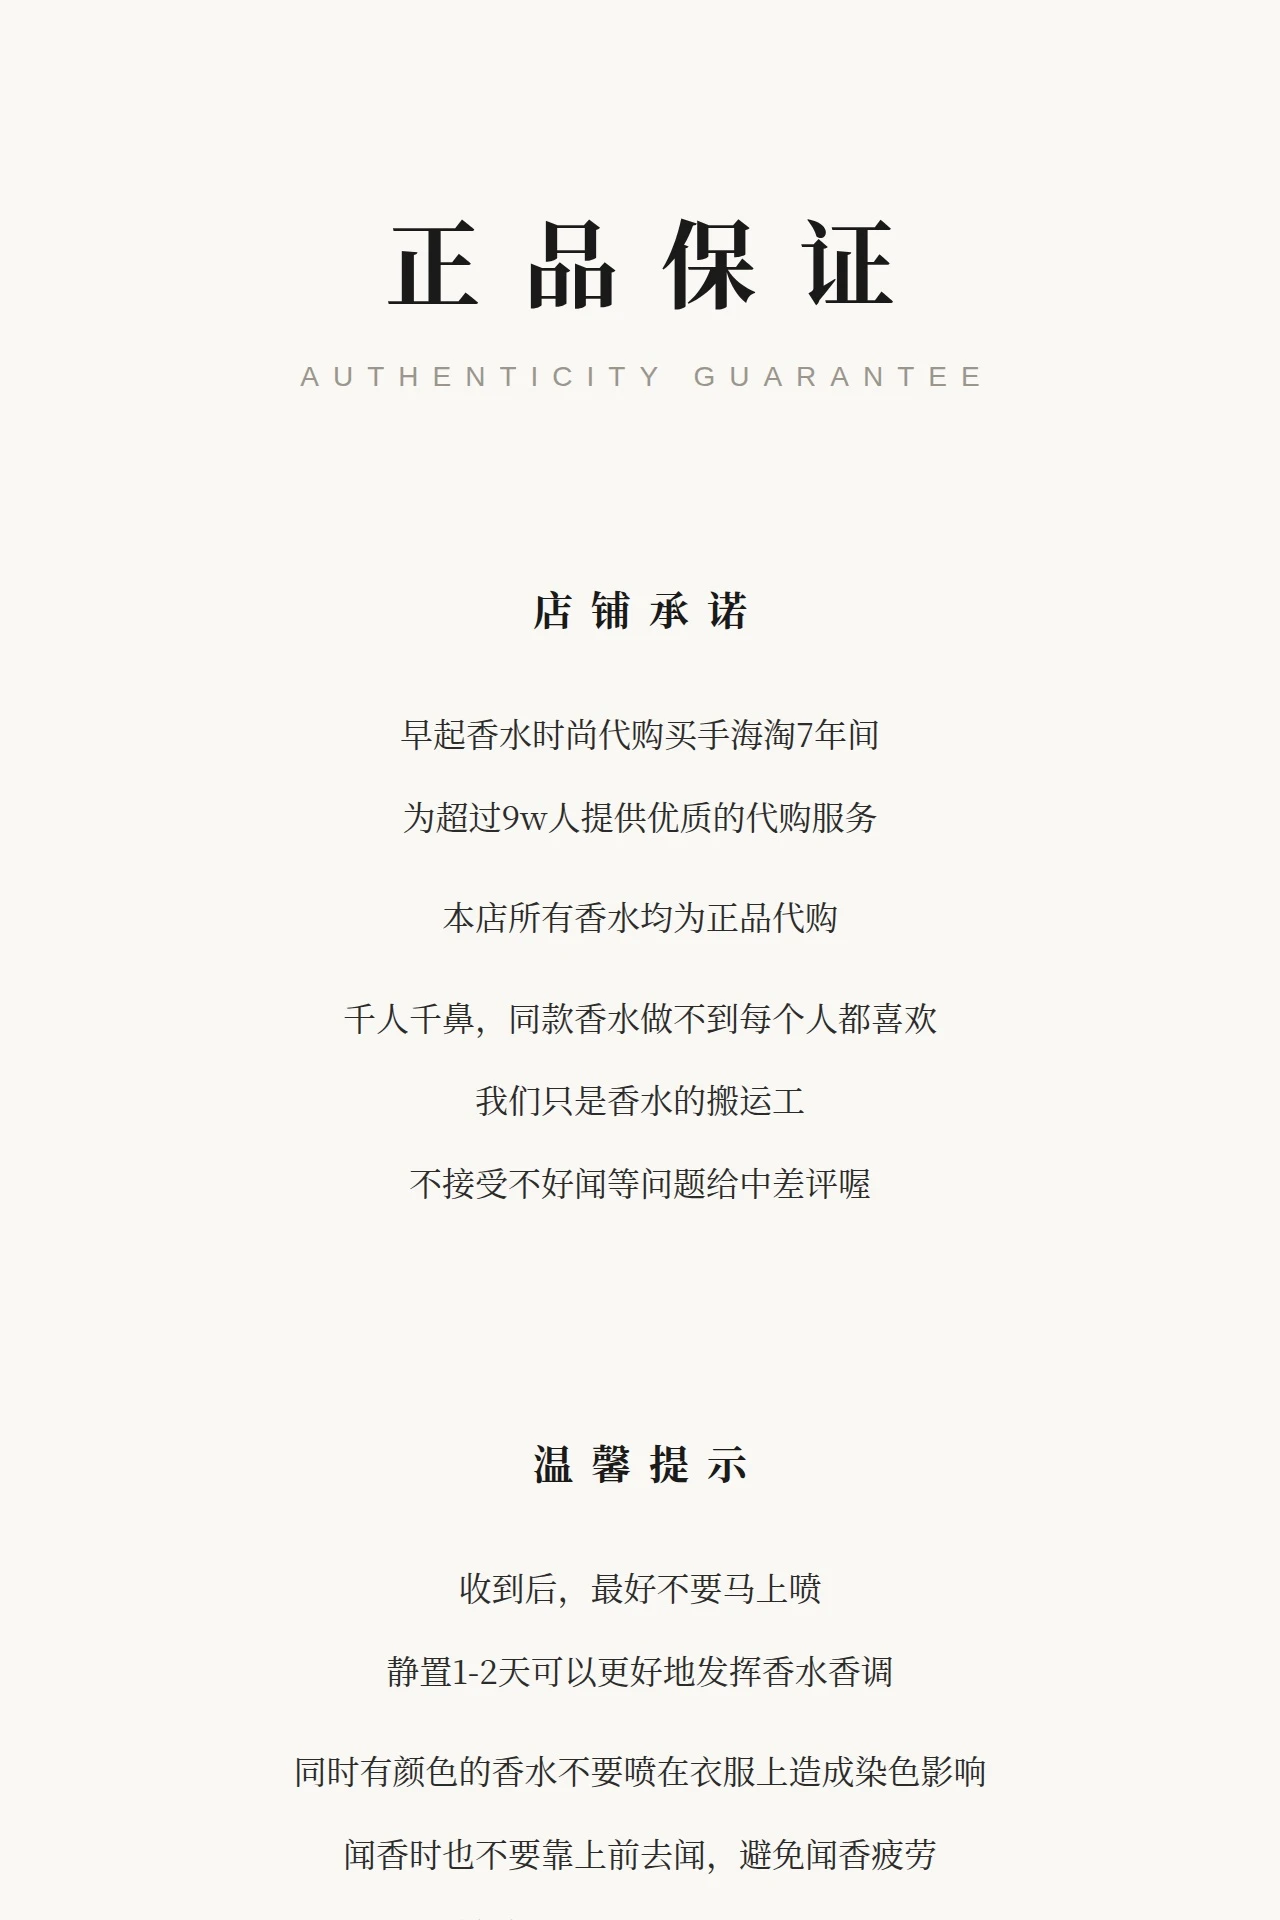 正品保证
AUTHENTICITY GUARANTEE
店铺承诺
早起香水时尚代购买手海淘7年间
为超过9w人提供优质的代购服务
本店所有香水均为正品代购
千人千鼻，同款香水做不到每个人都喜欢
我们只是香水的搬运工
不接受不好闻等问题给中差评喔
温馨提示
收到后，最好不要马上喷
静置1-2天可以更好地发挥香水香调
同时有颜色的香水不要喷在衣服上造成染色影响
闻香时也不要靠上前去闻，避免闻香疲劳